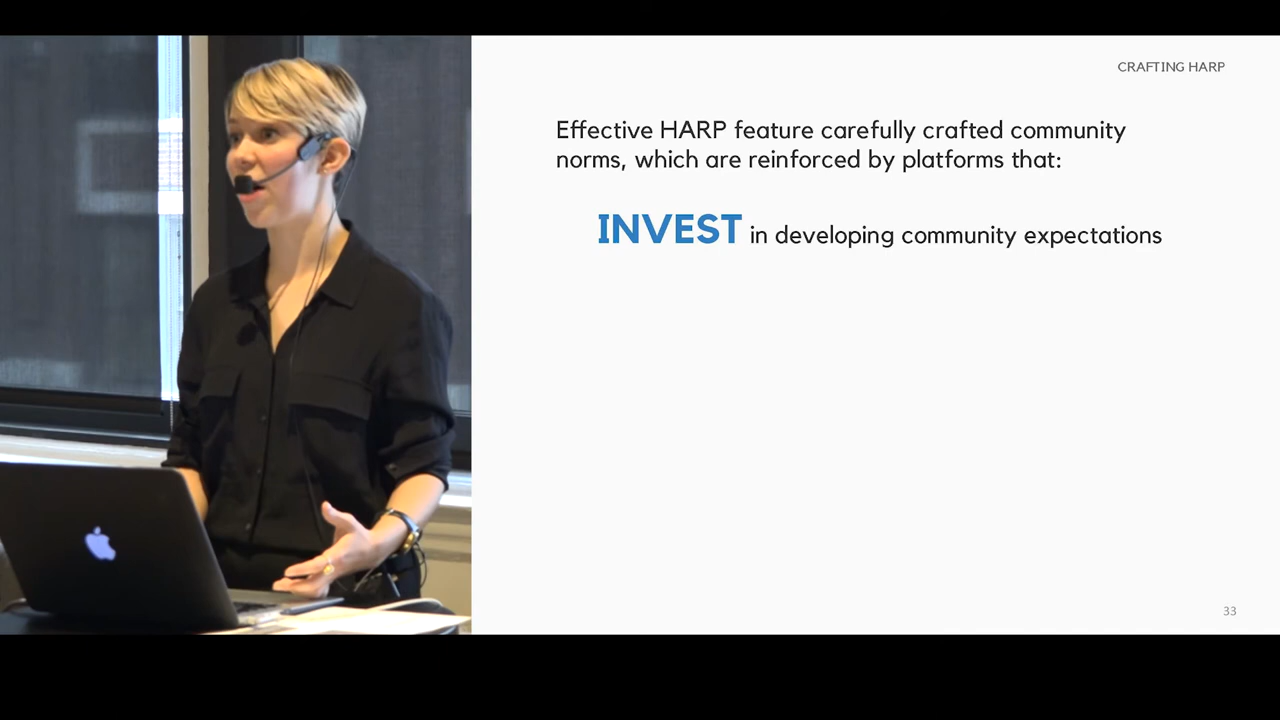 CRAFTING HARP
Effective HARP feature carefully crafted community
norms, which are reinforced by platforms that:
INVEST in developing community expectations
33